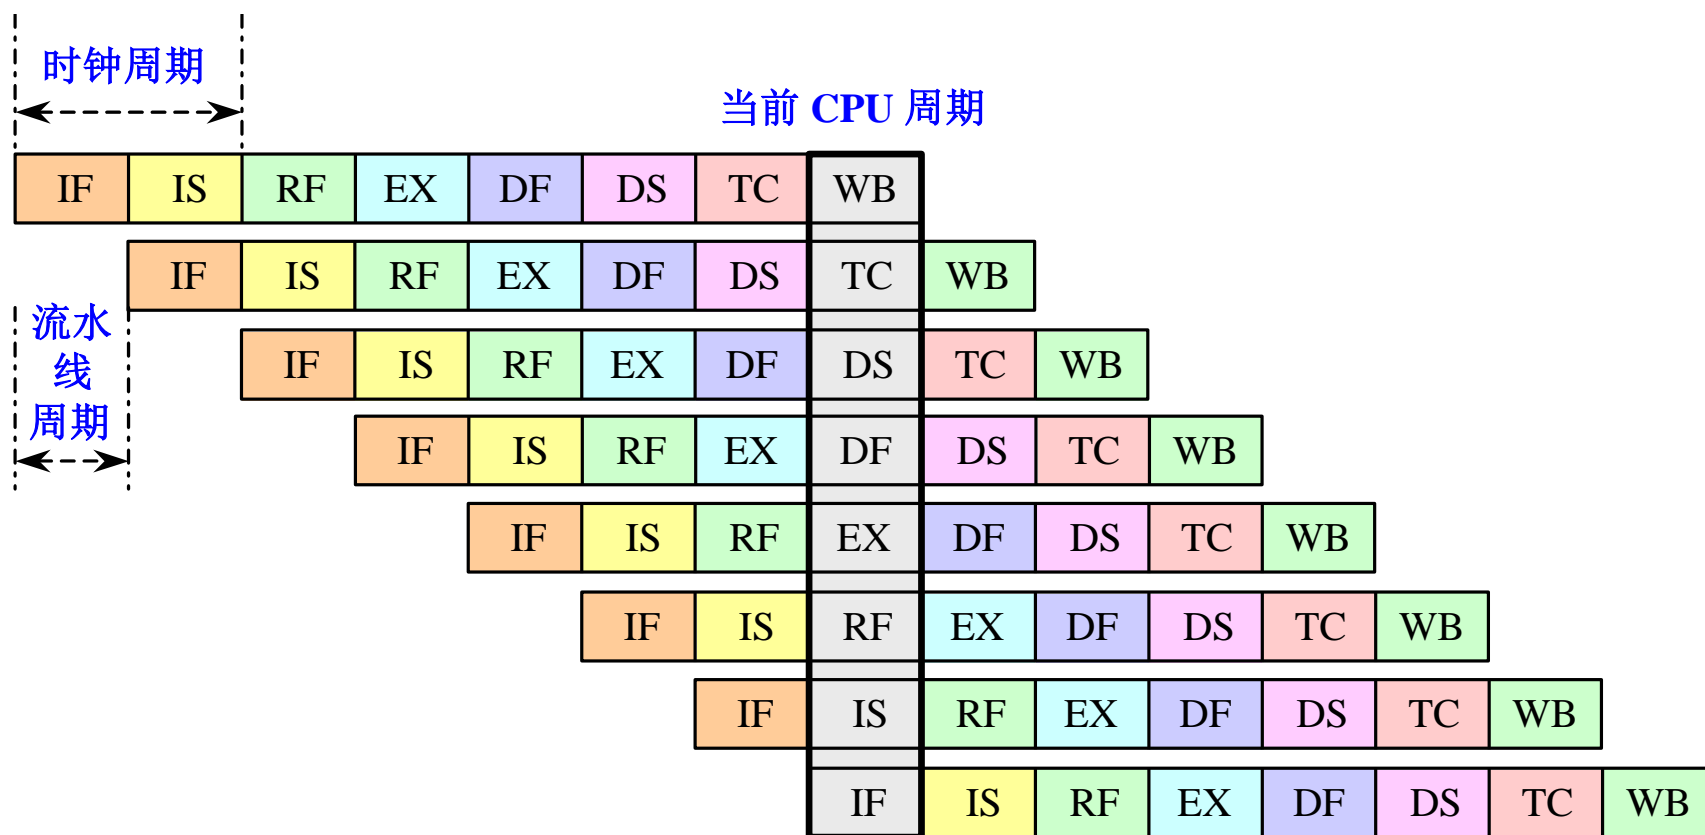 时钟周期
当前 CPU 周期
IF IS RF EX DF DS TC WB
IF IS RF EX DF DS TC WB
流水
线
周期
IF IS RF EX DF DS TC WB
IF IS RF EX DF DS TC WB
IF IS RF EX DF DS TC WB
IF IS RF EX DF DS TC WB
IF IS RF EX DF DS TC WB
IF IS RF EX DF DS TC WB